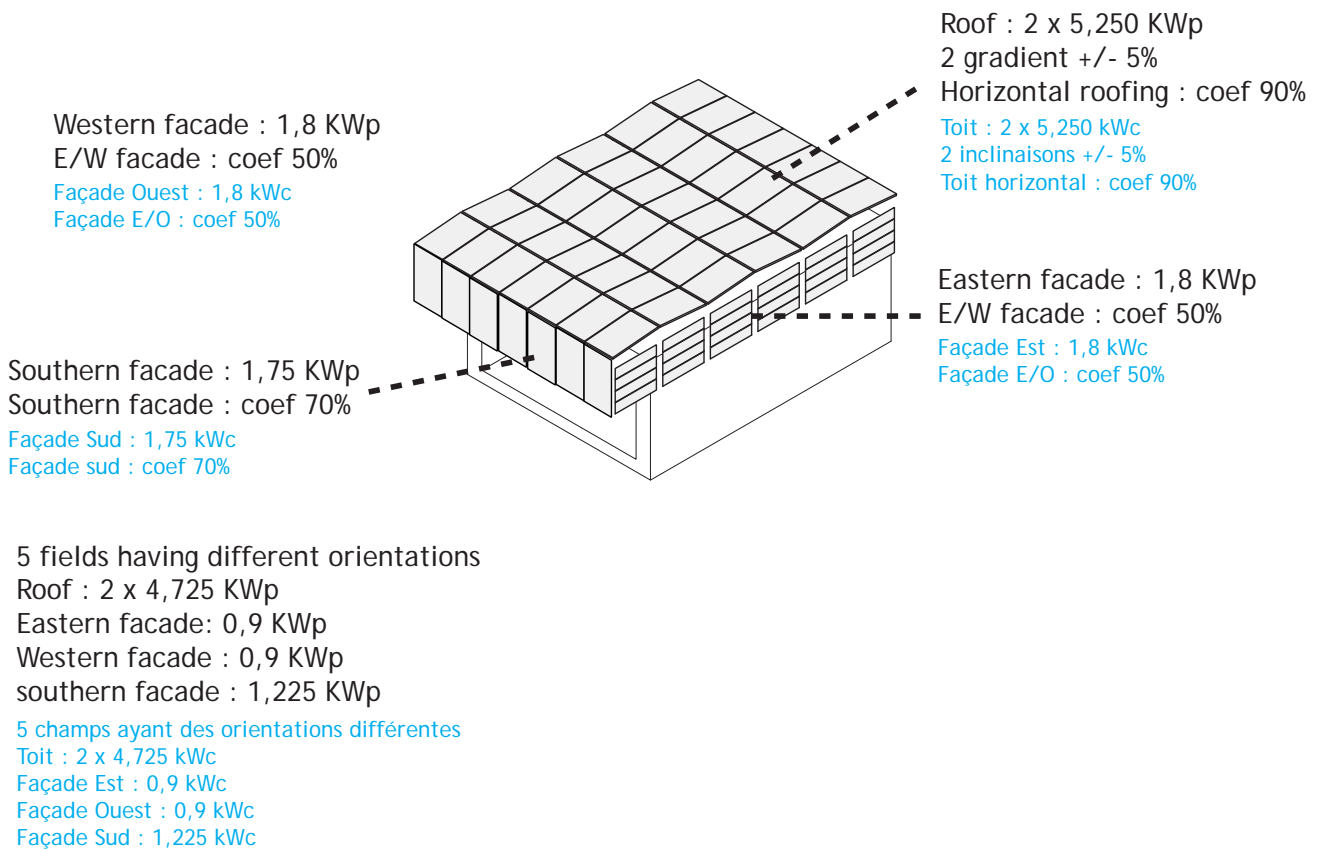 Roof : 2 x 5,250 KWp
2 gradient +/- 5%
Horizontal roofing : coef 90%
Toit : 2 x 5,250 kWc
2 inclinaisons +/- 5%
Toit horizontal : coef 90%
Western facade : 1,8 KWp
E/W facade : coef 50%
Façade Ouest : 1,8 kWc
Façade E/O : coef 50%
Eastern facade : 1,8 KWp
E/W facade : coef 50%
Façade Est : 1,8 kWc
Façade E/O : coef 50%
Southern facade : 1,75 KWp
Southern facade : coef 70%
Façade Sud : 1,75 kWc
Façade sud : coef 70%
5 fields having different orientations
Roof : 2 x 4,725 KWp
Eastern facade: 0,9 KWp
Western facade : 0,9 KWp
southern facade : 1,225 KWp
5 champs ayant des orientations différentes
Toit : 2 x 4,725 kWc
Façade Est : 0,9 kWc
Façade Ouest : 0,9 kWc
Façade Sud : 1,225 kWc